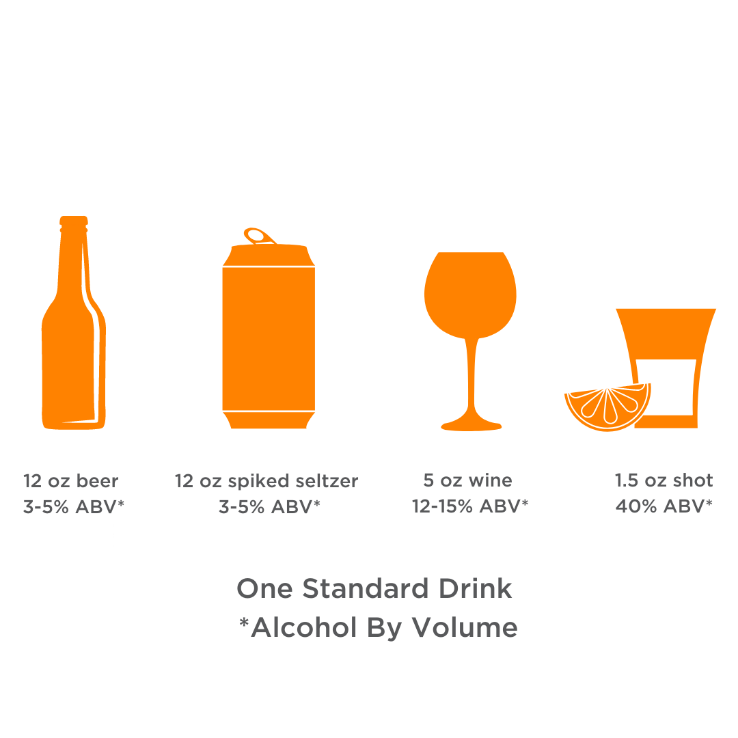 12 oz beer
3-5% ABV*
12 oz spiked seltzer
3-5% ABV*
5 oz wine
12-15% ABV*
1.5 oz shot
40% ABV*
One Standard Drink
*Alcohol By Volume